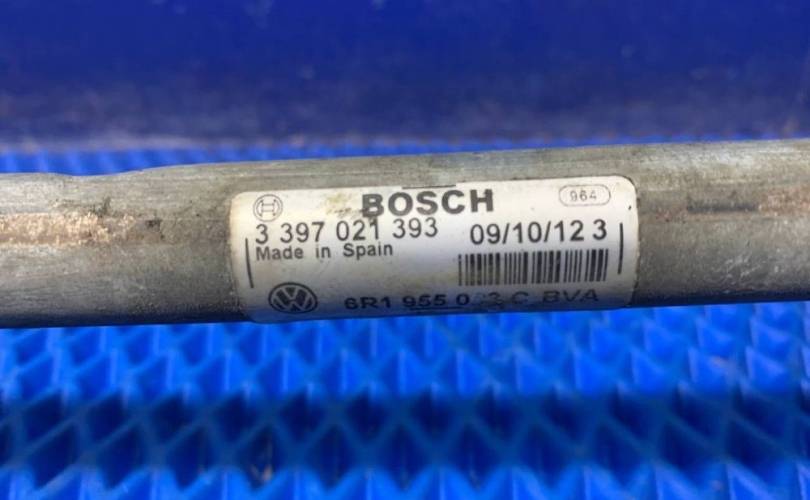 BOSCH
964
3 397 021 393
09/10/12 3
Made in Spain
6R1 955 C BVA